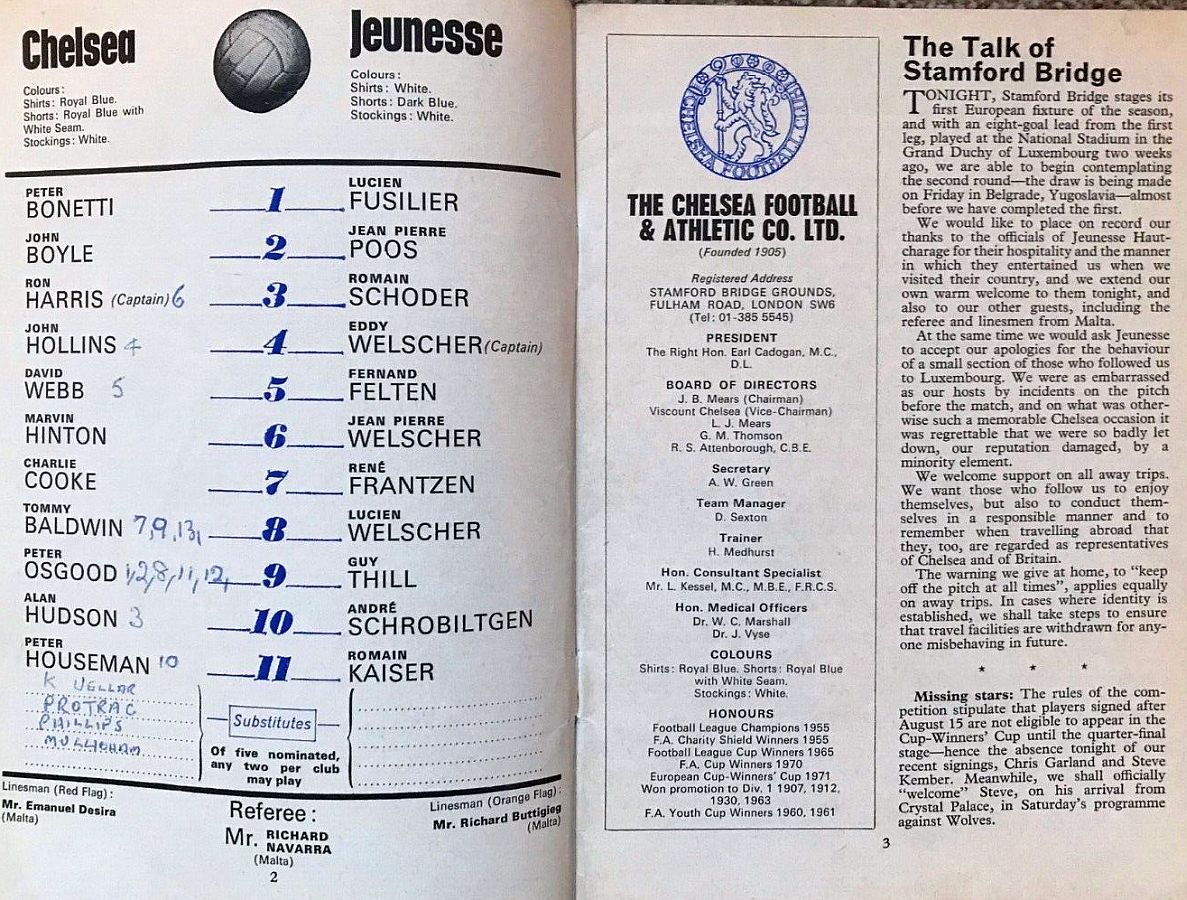 Chelsea
Colours:
Shirts: Royal Blue.
Shorts: Royal Blue with
White Seam.
Stockings: White.
Jeunesse
Colours:
Shirts: White.
Shorts: Dark Blue.
Stockings: White.
PETER BONETTI 1 LUCIEN FUSILIER
JOHN BOYLE 2 JEAN PIERRE POOS
RON HARRIS (Captain) 6 3 ROMAIN SCHODER
JOHN HOLLINS 4 4 EDDY WELSCHER (Captain)
DAVID WEBB 5 5 FERNAND FELTEN
MARVIN HINTON 6 JEAN PIERRE WELSCHER
CHARLIE COOKE 7 RENÉ FRANTZEN
TOMMY BALDWIN 7,9,13, 8 LUCIEN WELSCHER
PETER OSGOOD 1,2,8,11,12, 9 GUY THILL
ALAN HUDSON 3 10 ANDRÉ SCHROBILTGEN
PETER HOUSEMAN 10 11 ROMAIN KAISER
K UELLAR
PROTRAC
PHILLIPS
MULLIGHAM
Substitutes
Of five nominated,
any two per club
may play
Linesman (Red Flag):
Mr. Emanuel Desira
(Malta)
Referee:
Mr. RICHARD NAVARRA
(Malta)
Linesman (Orange Flag):
Mr. Richard Buttigieg
(Malta)
2
CHELSEA FOOTBALL
THE CHELSEA FOOTBALL
& ATHLETIC CO. LTD.
(Founded 1905)
Registered Address
STAMFORD BRIDGE GROUNDS,
FULHAM ROAD, LONDON SW6
(Tel: 01-385 5545)
PRESIDENT
The Right Hon. Earl Cadogan, M.C.,
D.L.
BOARD OF DIRECTORS
J. B. Mears (Chairman)
Viscount Chelsea (Vice-Chairman)
L. J. Mears
G. M. Thomson
R. S. Attenborough, C.B.E.
Secretary
A. W. Green
Team Manager
D. Sexton
Trainer
H. Medhurst
Hon. Consultant Specialist
Mr. L. Kessel, M.C., M.B.E., F.R.C.S.
Hon. Medical Officers
Dr. W. C. Marshall
Dr. J. Vyse
COLOURS
Shirts: Royal Blue. Shorts: Royal Blue
with White Seam.
Stockings: White.
HONOURS
Football League Champions 1955
F.A. Charity Shield Winners 1955
Football League Cup Winners 1965
F.A. Cup Winners 1970
European Cup-Winners' Cup 1971
Won promotion to Div. 1 1907, 1912,
1930, 1963
F.A. Youth Cup Winners 1960, 1961
The Talk of
Stamford Bridge
TONIGHT, Stamford Bridge stages its
first European fixture of the season,
and with an eight-goal lead from the first
leg, played at the National Stadium in the
Grand Duchy of Luxembourg two weeks
ago, we are able to begin contemplating
the second round—the draw is being made
on Friday in Belgrade, Yugoslavia—almost
before we have completed the first.
We would like to place on record our
thanks to the officials of Jeunesse Haut-
charage for their hospitality and the manner
in which they entertained us when we
visited their country, and we extend our
own warm welcome to them tonight, and
also to our other guests, including the
referee and linesmen from Malta.
At the same time we would ask Jeunesse
to accept our apologies for the behaviour
of a small section of those who followed us
to Luxembourg. We were as embarrassed
as our hosts by incidents on the pitch
before the match, and on what was other-
wise such a memorable Chelsea occasion it
was regrettable that we were so badly let
down, our reputation damaged, by a
minority element.
We welcome support on all away trips.
We want those who follow us to enjoy
themselves, but also to conduct them-
selves in a responsible manner and to
remember when travelling abroad that
they, too, are regarded as representatives
of Chelsea and of Britain.
The warning we give at home, to "keep
off the pitch at all times", applies equally
on away trips. In cases where identity is
established, we shall take steps to ensure
that travel facilities are withdrawn for any-
one misbehaving in future.
* * *
Missing stars: The rules of the com-
petition stipulate that players signed after
August 15 are not eligible to appear in the
Cup-Winners' Cup until the quarter-final
stage—hence the absence tonight of our
recent signings, Chris Garland and Steve
Kember. Meanwhile, we shall officially
"welcome" Steve, on his arrival from
Crystal Palace, in Saturday's programme
against Wolves.
3